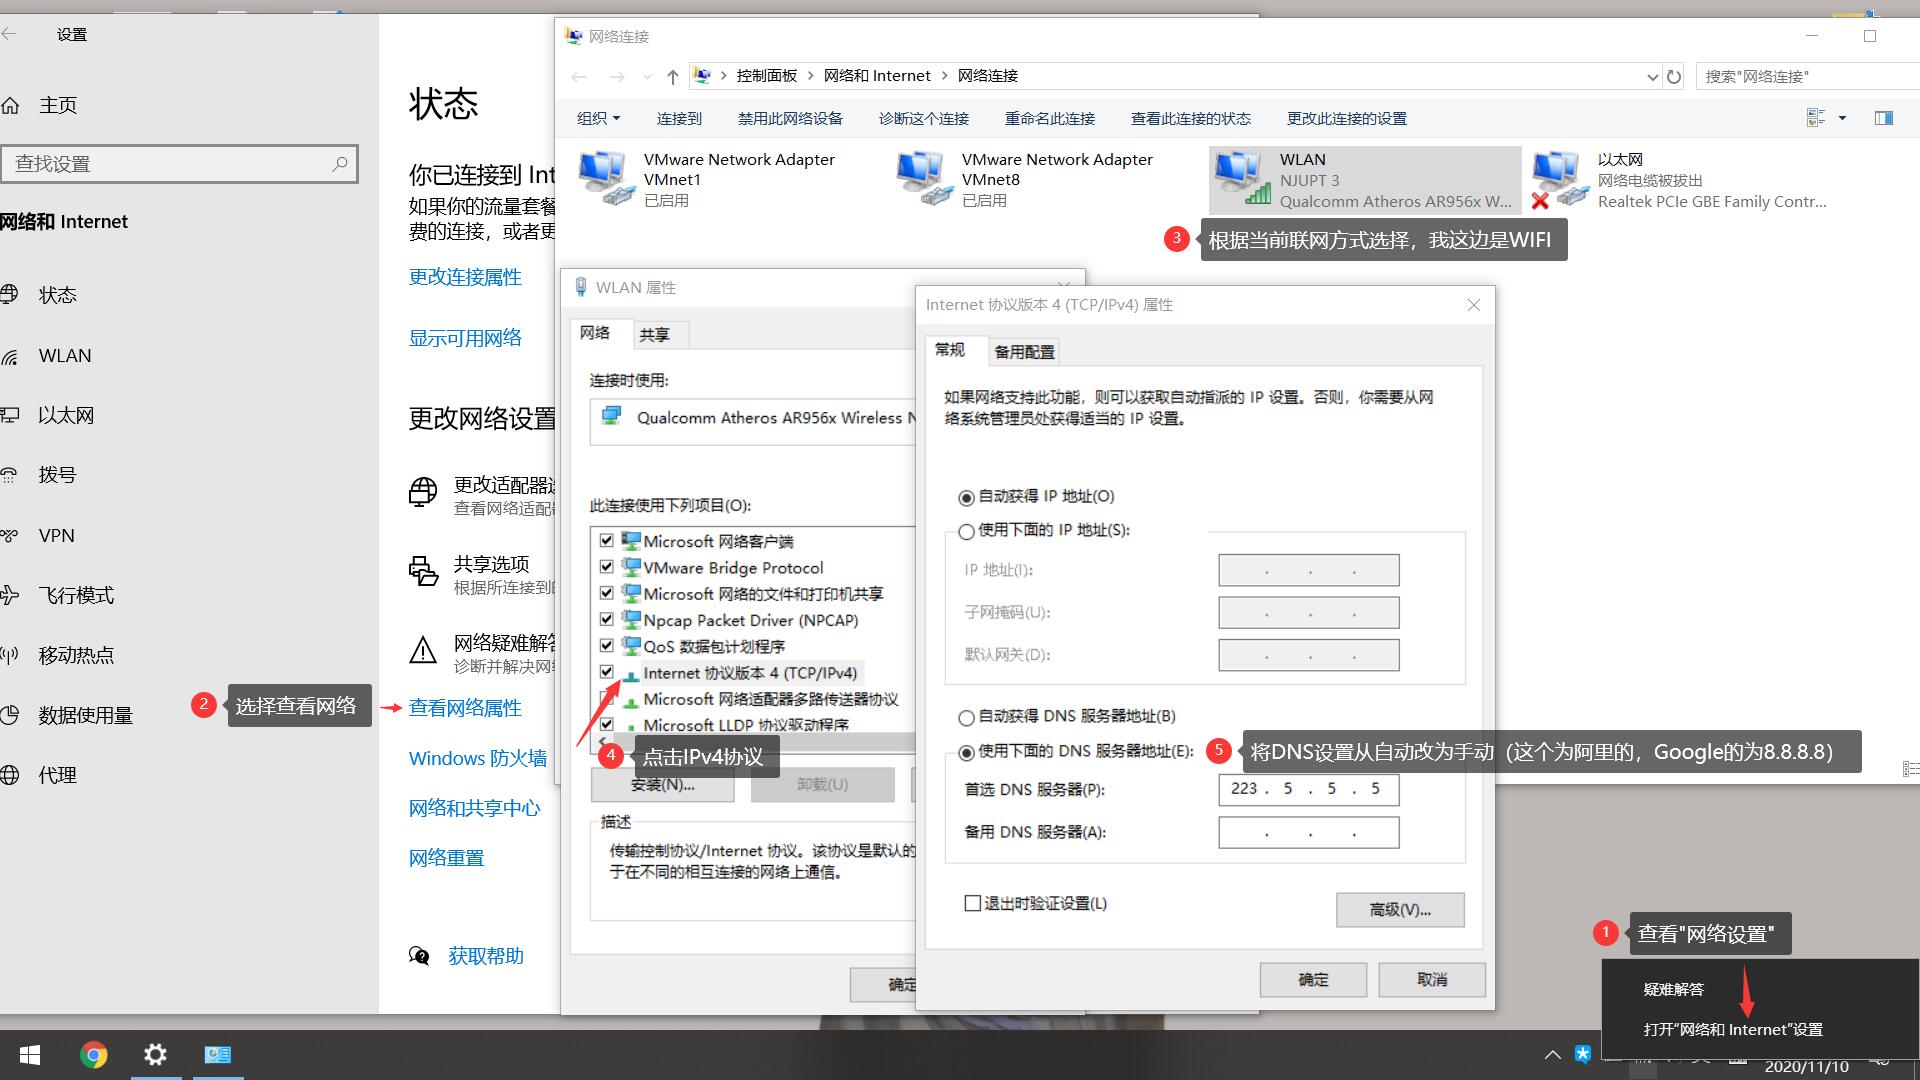 设置
主页
查找设置
网络和 Internet
状态
WLAN
以太网
拨号
VPN
飞行模式
移动热点
数据使用量
代理
状态
你已连接到 Int
如果你的流量套餐
费的连接，或者更
更改连接属性
显示可用网络
更改网络设置
更改适配器
查看网络适配
共享选项
根据所连接到
网络疑难解
诊断并解决网
2
选择查看网络
查看网络属性
Windows 防火墙
网络和共享中心
网络重置
获取帮助
网络连接
控制面板 网络和 Internet 网络连接
搜索"网络连接"
组织 连接到 禁用此网络设备 诊断这个连接 重命名此连接 查看此连接的状态 更改此连接的设置
VMware Network Adapter
VMnet1
已启用
VMware Network Adapter
VMnet8
已启用
WLAN
NJUPT 3
Qualcomm Atheros AR956x W...
以太网
网络电缆被拔出
Realtek PCIe GBE Family Contr...
3
根据当前联网方式选择，我这边是WIFI
WLAN 属性
网络 共享
连接时使用:
Qualcomm Atheros AR956x Wireless N
此连接使用下列项目(O):
Microsoft 网络客户端
VMware Bridge Protocol
Microsoft 网络的文件和打印机共享
Npcap Packet Driver (NPCAP)
QoS 数据包计划程序
Internet 协议版本 4 (TCP/IPv4)
Microsoft 网络适配器多路传送器协议
Microsoft LLDP 协议驱动程序
4
点击IPv4协议
安装(N)... 卸载(U)
描述
传输控制协议/Internet 协议。该协议是默认的
于在不同的相互连接的网络上通信。
确定
Internet 协议版本 4 (TCP/IPv4) 属性
常规 备用配置
如果网络支持此功能，则可以获取自动指派的 IP 设置。否则，你需要从网
络系统管理员处获得适当的 IP 设置。
自动获得 IP 地址(O)
使用下面的 IP 地址(S):
IP 地址(I):
子网掩码(U):
默认网关(D):
自动获得 DNS 服务器地址(B)
使用下面的 DNS 服务器地址(E):
5
将DNS设置从自动改为手动（这个为阿里的，Google的为8.8.8.8）
首选 DNS 服务器(P):
223 . 5 . 5 . 5
备用 DNS 服务器(A):
退出时验证设置(L)
高级(V)...
确定 取消
1
查看"网络设置"
疑难解答
打开“网络和 Internet”设置
2020/11/10